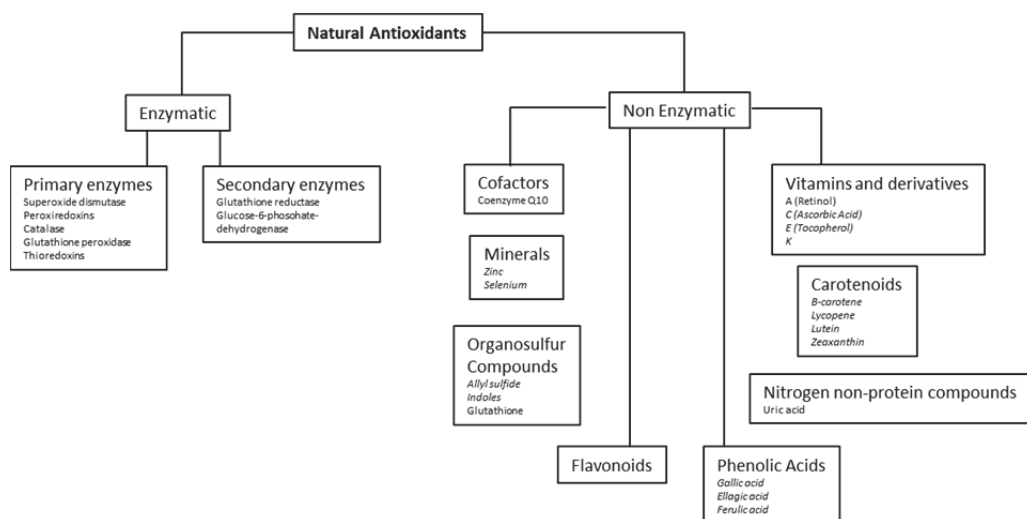 Natural Antioxidants
Enzymatic
Non Enzymatic
Primary enzymes
Superoxide dismutase
Peroxiredoxins
Catalase
Glutathione peroxidase
Thioredoxins
Secondary enzymes
Glutathione reductase
Glucose-6-phosohate-
dehydrogenase
Cofactors
Coenzyme Q10
Vitamins and derivatives
A (Retinol)
C (Ascorbic Acid)
E (Tocopherol)
K
Minerals
Zinc
Selenium
Carotenoids
B-carotene
Lycopene
Lutein
Zeaxanthin
Organosulfur
Compounds
Allyl sulfide
Indoles
Glutathione
Nitrogen non-protein compounds
Uric acid
Flavonoids
Phenolic Acids
Gallic acid
Ellagic acid
Ferulic acid